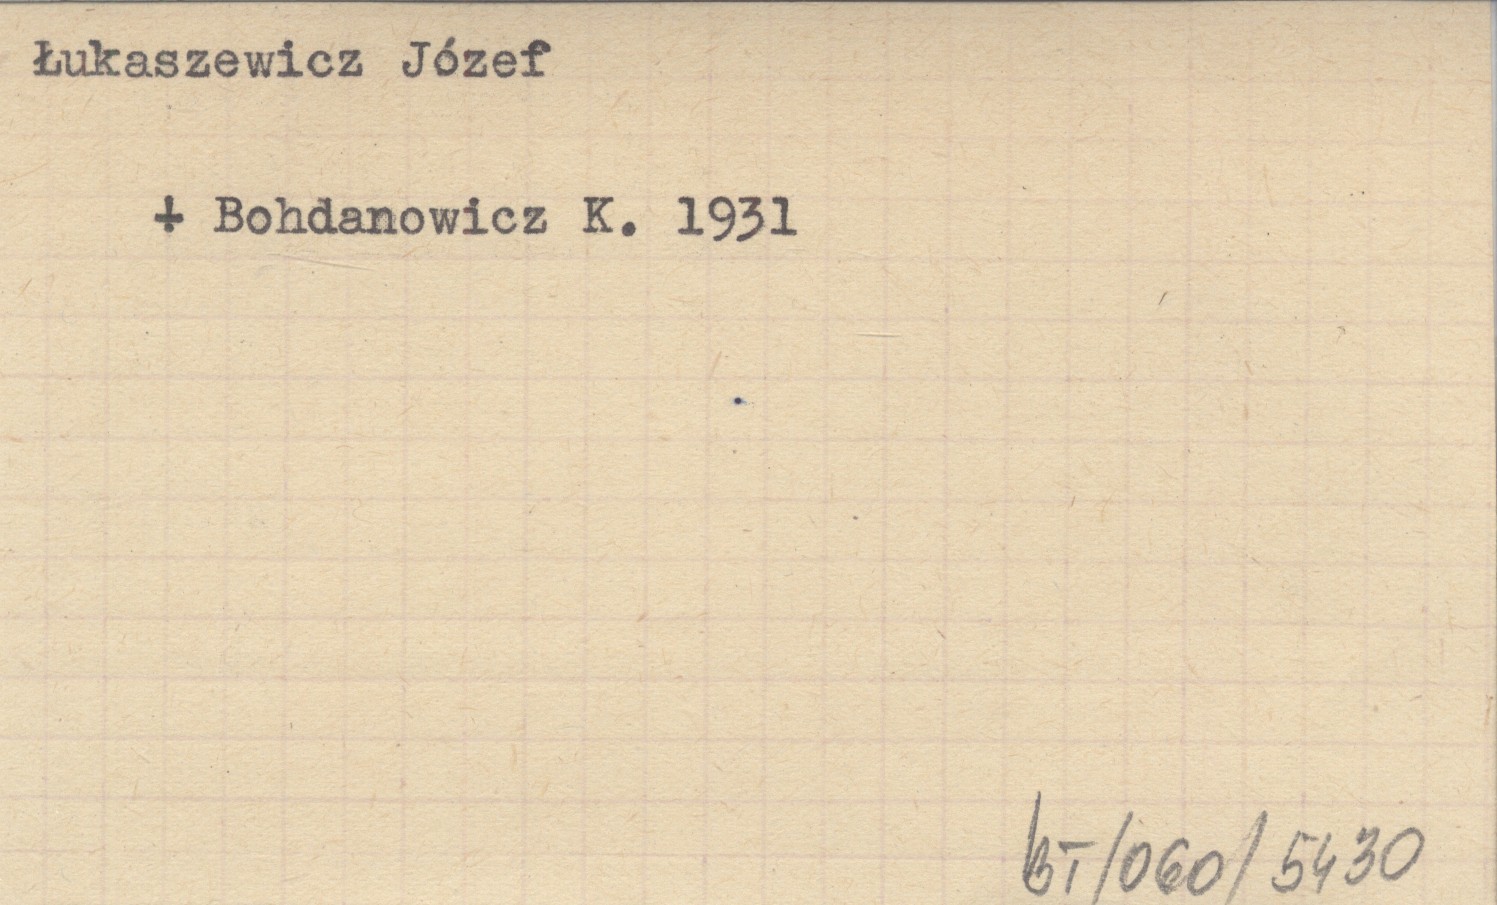 Łukaszewicz Józef
+ Bohdanowicz K. 1931
BT/060/5430